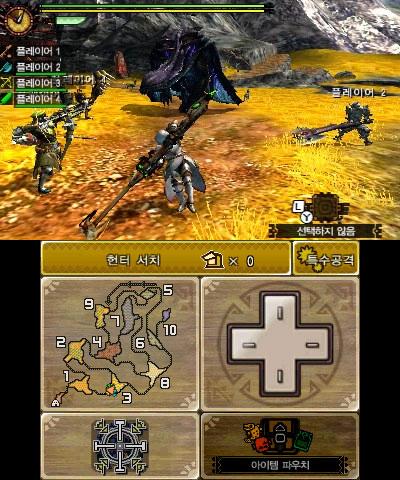 플레이어 1
플레이어 2
플레이어 3
플레이어 4
플레이어 2
L
Y
선택하지 않음
헌터 서치
× 0
특수공격
5
9
7
10
2
4
6
1
8
3
아이템 파우치